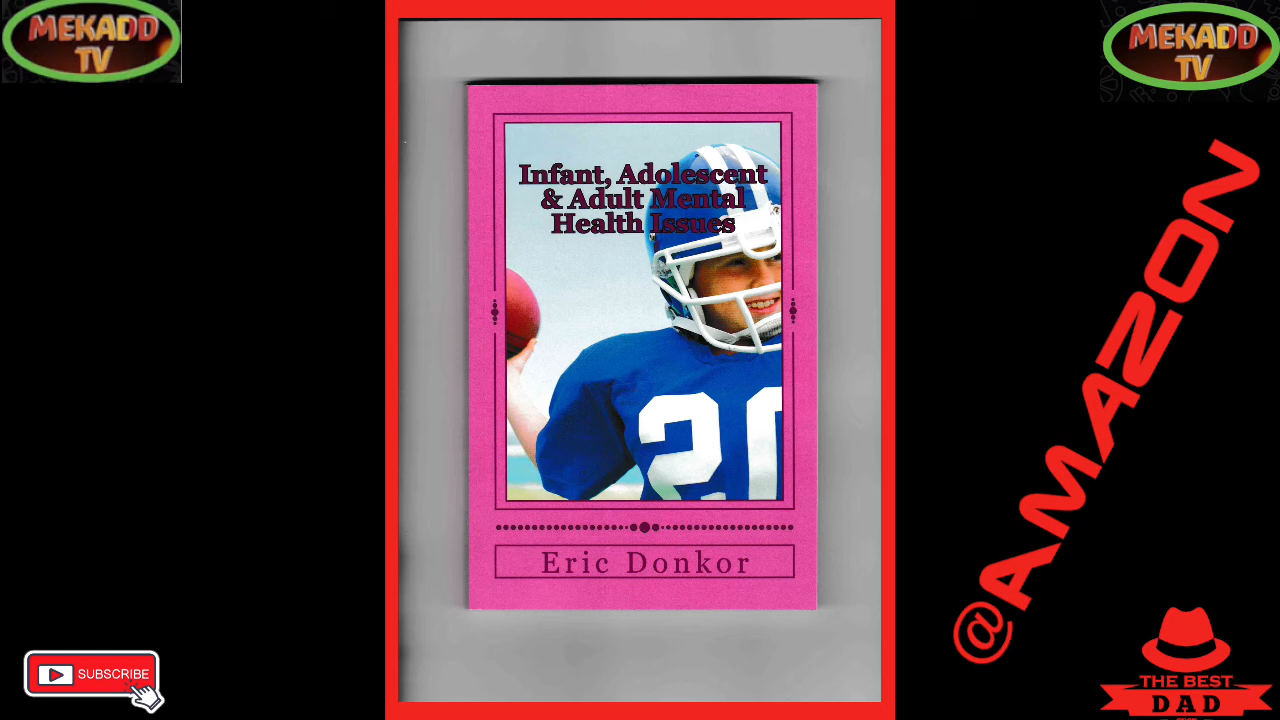 MEKADD
TV
MEKADD
TV
Infant, Adolescent
& Adult Mental
Health Issues
20
Eric Donkor
@AMAZON
SUBSCRIBE
THE BEST
DAD